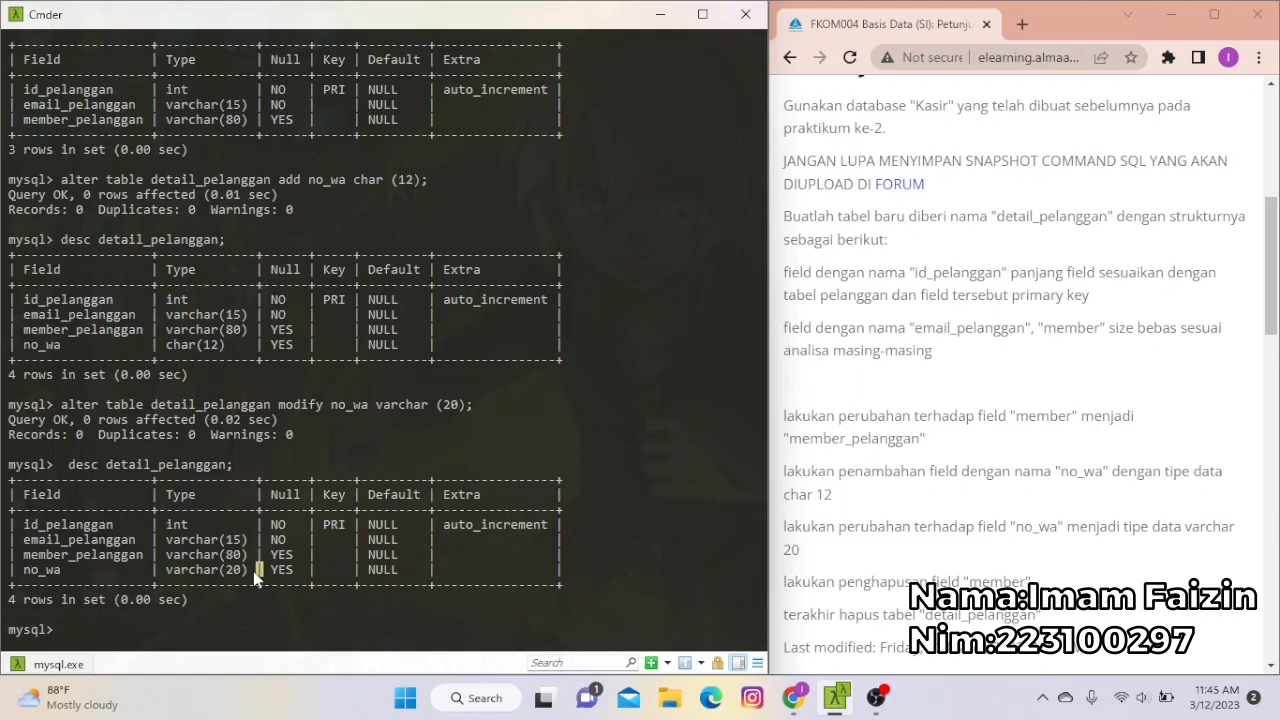 Cmder
+-------------------+-------------+------+-----+---------+----------------+
| Field | Type | Null | Key | Default | Extra |
+-------------------+-------------+------+-----+---------+----------------+
| id_pelanggan | int | NO | PRI | NULL | auto_increment |
| email_pelanggan | varchar(15) | NO | | NULL | |
| member_pelanggan | varchar(80) | YES | | NULL | |
+-------------------+-------------+------+-----+---------+----------------+
3 rows in set (0.00 sec)
mysql> alter table detail_pelanggan add no_wa char (12);
Query OK, 0 rows affected (0.01 sec)
Records: 0 Duplicates: 0 Warnings: 0
mysql> desc detail_pelanggan;
+-------------------+-------------+------+-----+---------+----------------+
| Field | Type | Null | Key | Default | Extra |
+-------------------+-------------+------+-----+---------+----------------+
| id_pelanggan | int | NO | PRI | NULL | auto_increment |
| email_pelanggan | varchar(15) | NO | | NULL | |
| member_pelanggan | varchar(80) | YES | | NULL | |
| no_wa | char(12) | YES | | NULL | |
+-------------------+-------------+------+-----+---------+----------------+
4 rows in set (0.00 sec)
mysql> alter table detail_pelanggan modify no_wa varchar (20);
Query OK, 0 rows affected (0.02 sec)
Records: 0 Duplicates: 0 Warnings: 0
mysql> desc detail_pelanggan;
+-------------------+-------------+------+-----+---------+----------------+
| Field | Type | Null | Key | Default | Extra |
+-------------------+-------------+------+-----+---------+----------------+
| id_pelanggan | int | NO | PRI | NULL | auto_increment |
| email_pelanggan | varchar(15) | NO | | NULL | |
| member_pelanggan | varchar(80) | YES | | NULL | |
| no_wa | varchar(20) | YES | | NULL | |
+-------------------+-------------+------+-----+---------+----------------+
4 rows in set (0.00 sec)
mysql>
mysql.exe
Search
FKOM004 Basis Data (SI): Petunju
Not secure
elearning.almaa...
I
Gunakan database "Kasir" yang telah dibuat sebelumnya pada
praktikum ke-2.
JANGAN LUPA MENYIMPAN SNAPSHOT COMMAND SQL YANG AKAN
DIUPLOAD DI FORUM
Buatlah tabel baru diberi nama "detail_pelanggan" dengan strukturnya
sebagai berikut:
field dengan nama "id_pelanggan" panjang field sesuaikan dengan
tabel pelanggan dan field tersebut primary key
field dengan nama "email_pelanggan", "member" size bebas sesuai
analisa masing-masing
lakukan perubahan terhadap field "member" menjadi
"member_pelanggan"
lakukan penambahan field dengan nama "no_wa" dengan tipe data
char 12
lakukan perubahan terhadap field "no_wa" menjadi tipe data varchar
20
lakukan penghapusan field "member"
terakhir hapus tabel "detail_pelanggan"
Last modified: Friday
Nama:Imam Faizin
Nim:223100297
88°F
Mostly cloudy
Search
1
11:45 AM
3/12/2023
2